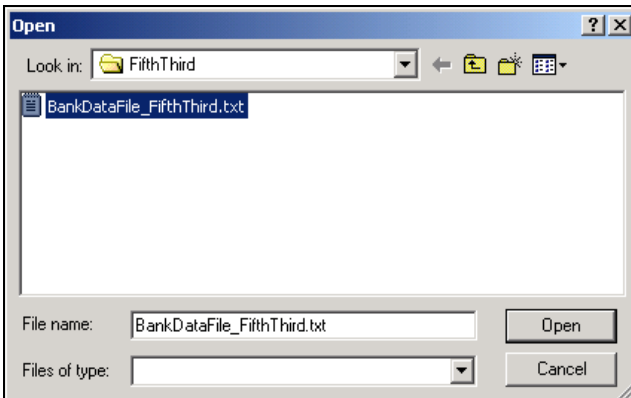 Open
Look in: FifthThird
BankDataFile_FifthThird.txt
File name: BankDataFile_FifthThird.txt Open
Files of type: Cancel